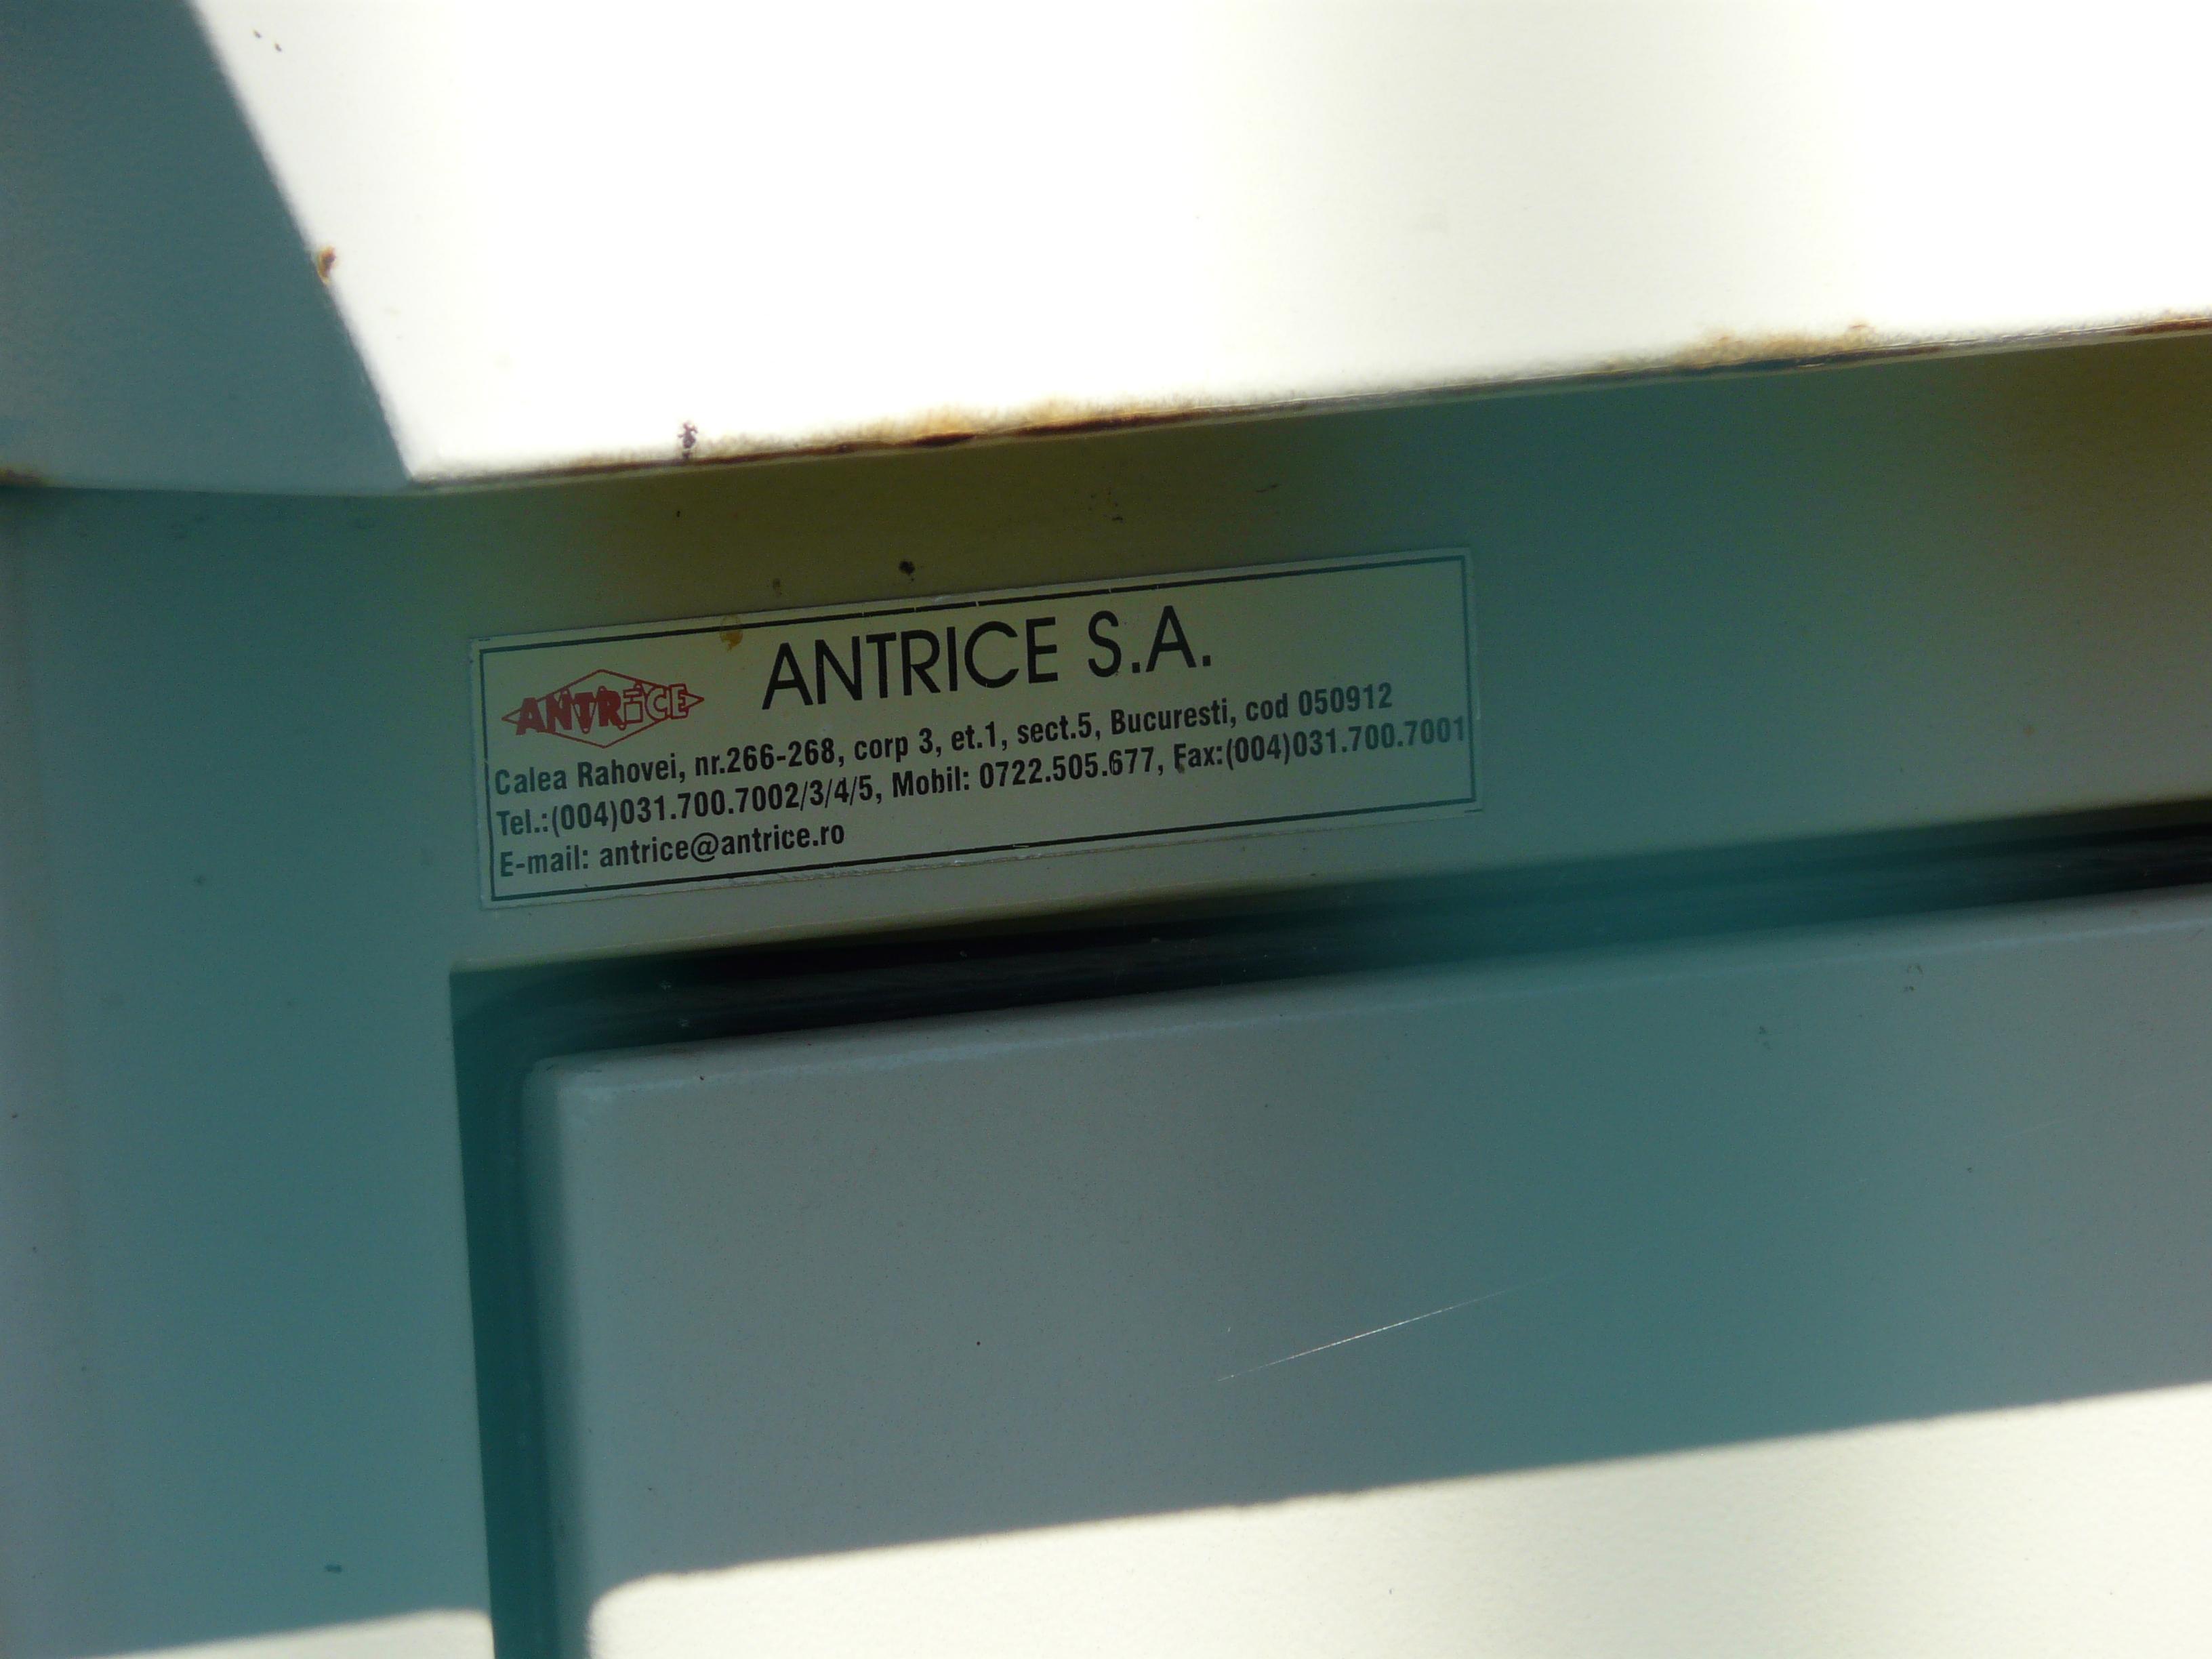 ANTRICE
ANTRICE S.A.
Calea Rahovei, nr.266-268, corp 3, et.1, sect.5, Bucuresti, cod 050912
Tel.:(004)031.700.7002/3/4/5, Mobil: 0722.505.677, Fax:(004)031.700.7001
E-mail: antrice@antrice.ro